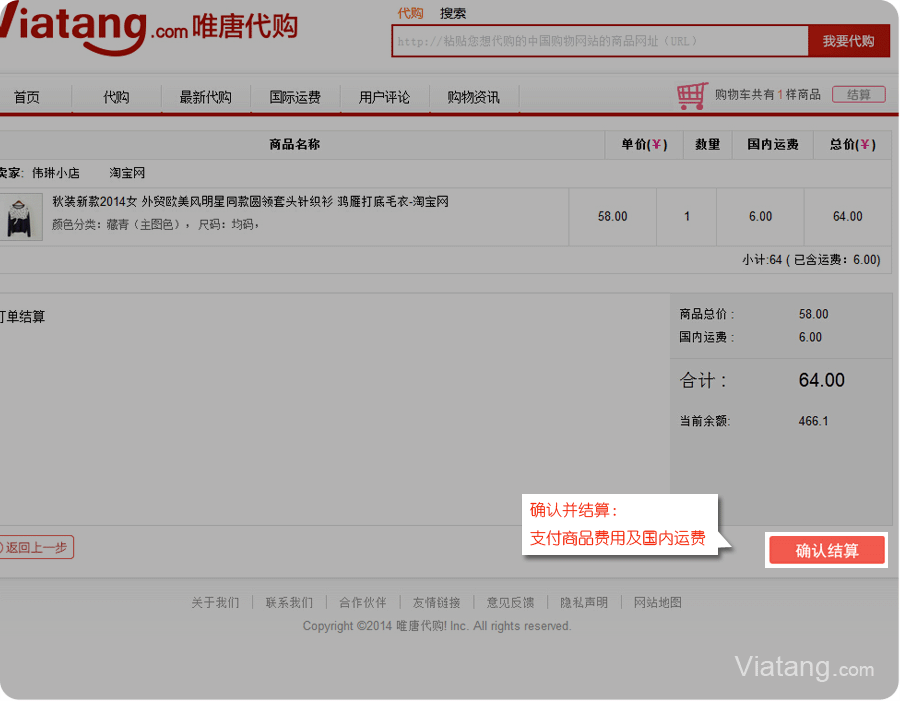 Viatang.com 唯唐代购
代购 搜索
http://粘贴您想代购的中国购物网站的商品网址（URL）
我要代购
首页 代购 最新代购 国际运费 用户评论 购物资讯
购物车共有1样商品 结算
商品名称 单价(¥) 数量 国内运费 总价(¥)
卖家: 伟琳小店 淘宝网
秋装新款2014女 外贸欧美风明星同款圆领套头针织衫 鸿雁打底毛衣-淘宝网
颜色分类：藏青（主图色），尺码：均码，
58.00 1 6.00 64.00
小计:64 ( 已含运费：6.00)
订单结算
商品总价： 58.00
国内运费： 6.00
合计： 64.00
当前余额: 466.1
确认并结算：
支付商品费用及国内运费
返回上一步
确认结算
关于我们 联系我们 合作伙伴 友情链接 意见反馈 隐私声明 网站地图
Copyright ©2014 唯唐代购! Inc. All rights reserved.
Viatang.com